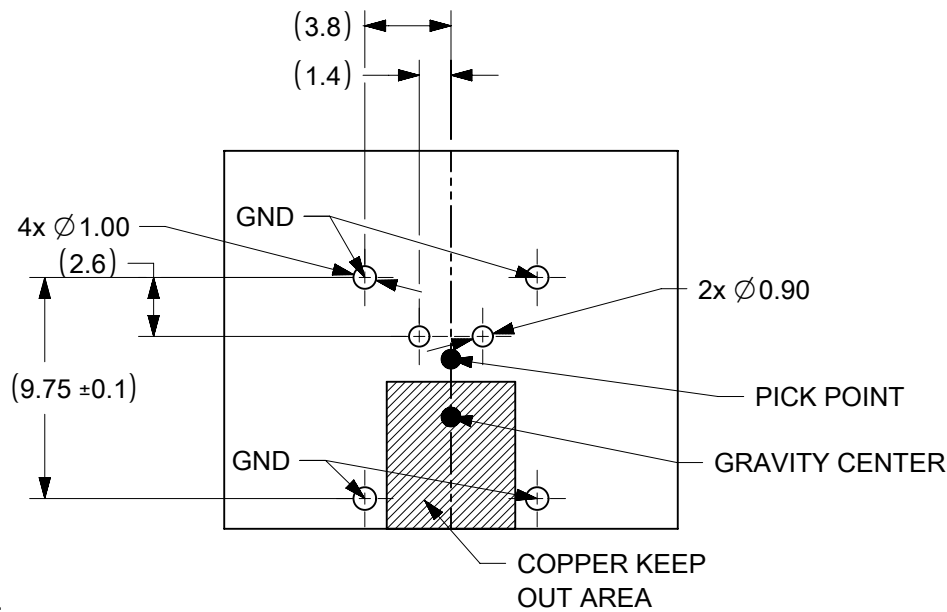 (3.8)
(1.4)
4x ∅1.00
GND
(2.6)
2x ∅0.90
(9.75 ±0.1)
PICK POINT
GND
GRAVITY CENTER
COPPER KEEP
OUT AREA